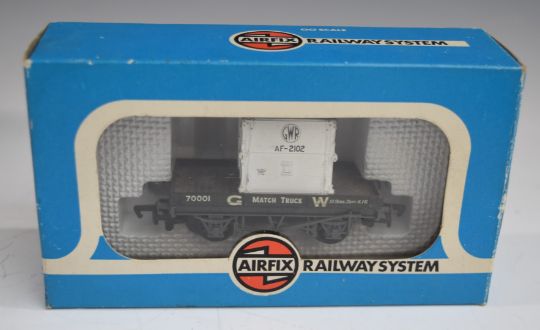 OO SCALE
AIRFIX RAILWAY SYSTEM
GWR
AF-2102
70001 G MATCH TRUCK W
AIRFIX RAILWAY SYSTEM